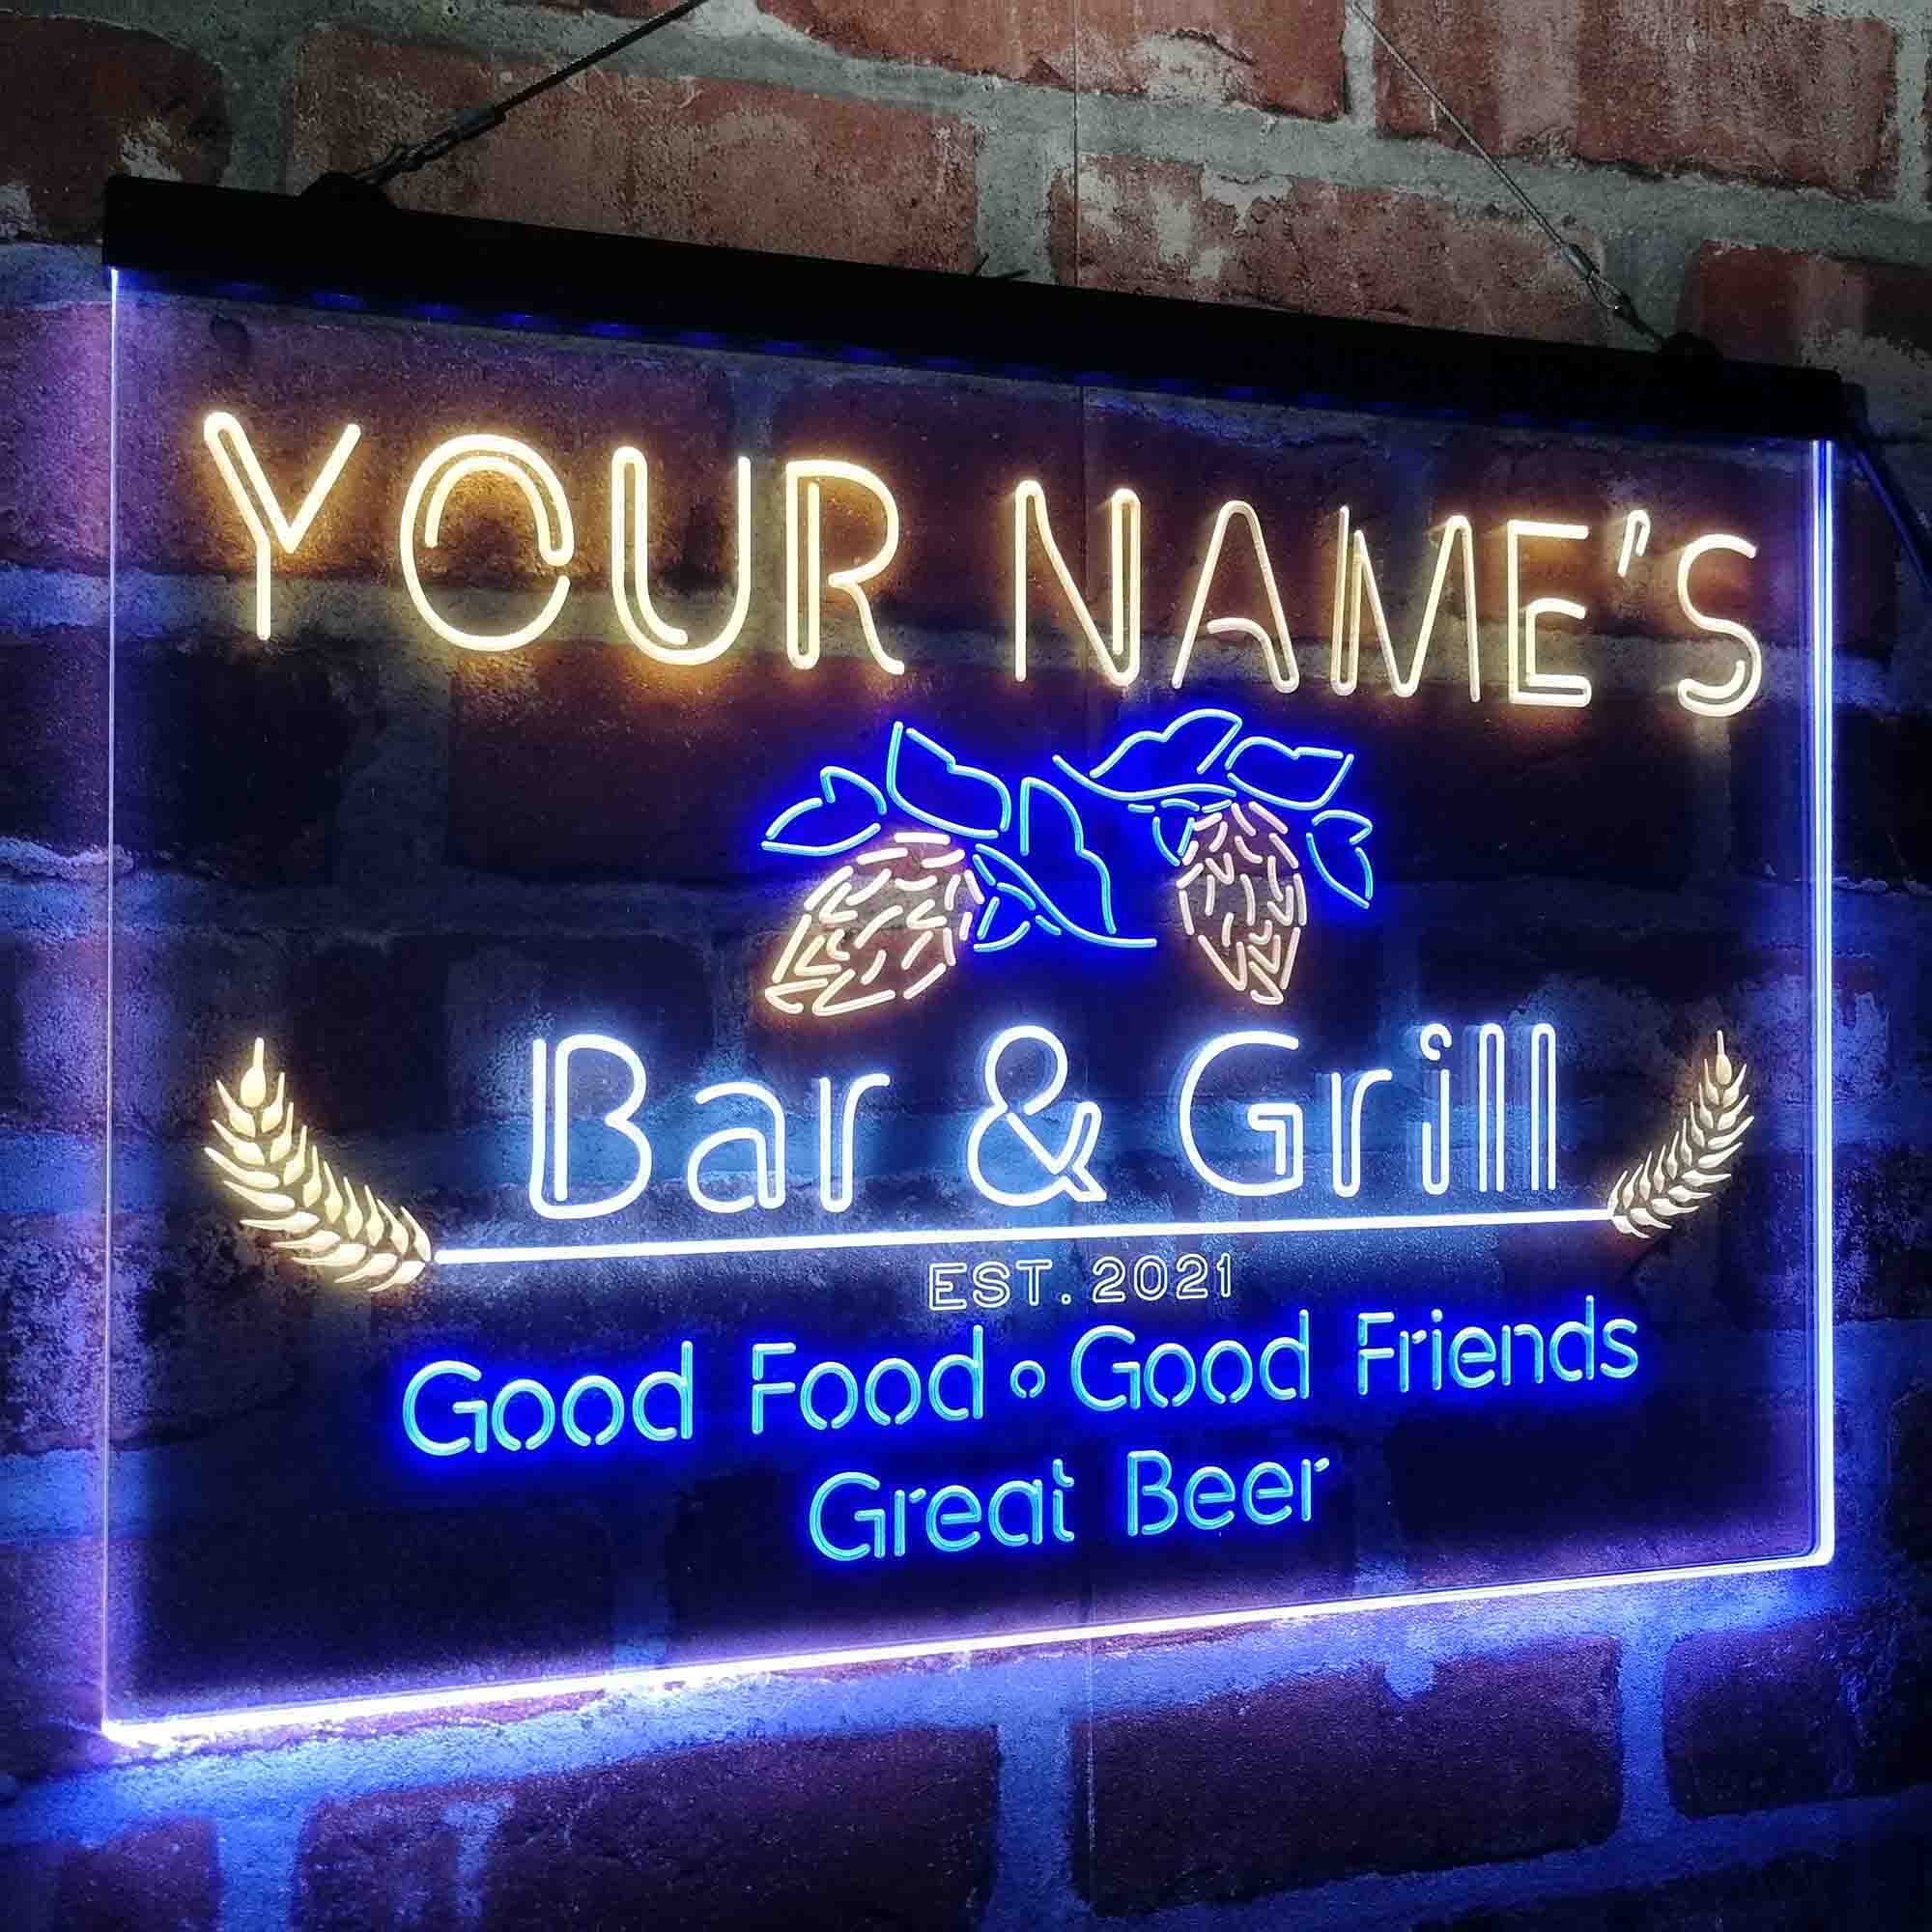 YOUR NAME'S
Bar & Grill
EST. 2021
Good Food • Good Friends
Great Beer